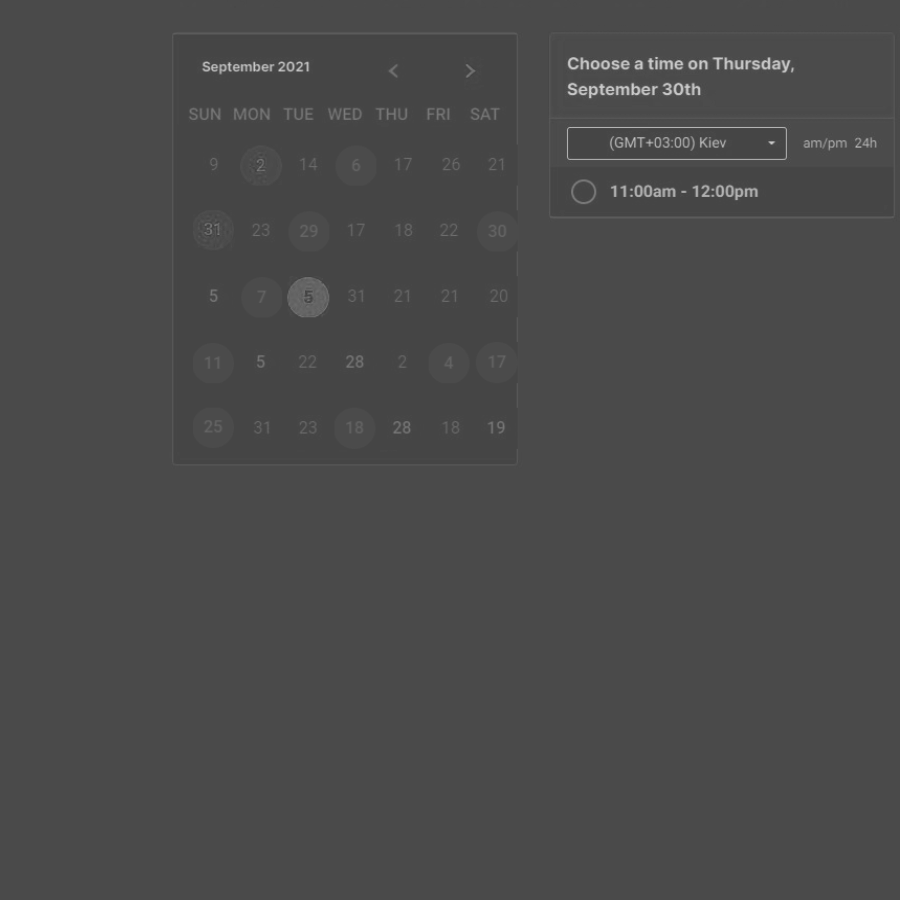 September 2021
SUN MON TUE WED THU FRI SAT
9 2 14 6 17 26 21
31 23 29 17 18 22 30
5 7 5 31 21 21 20
11 5 22 28 2 4 17
25 31 23 18 28 18 19
Choose a time on Thursday,
September 30th
(GMT+03:00) Kiev am/pm 24h
11:00am - 12:00pm